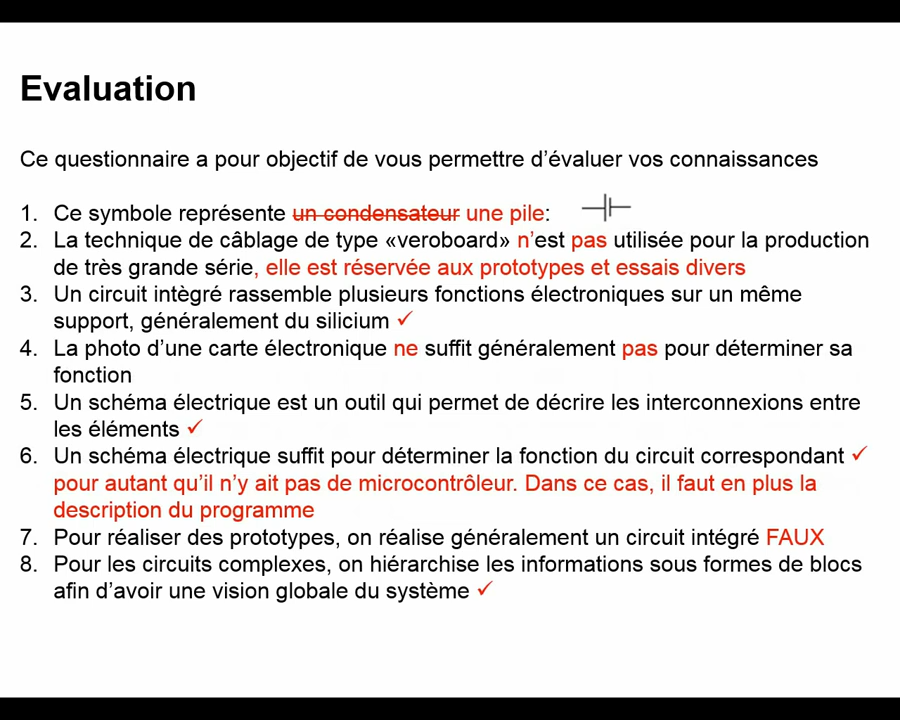 Evaluation
Ce questionnaire a pour objectif de vous permettre d’évaluer vos connaissances
1. Ce symbole représente un condensateur une pile:
2. La technique de câblage de type «veroboard» n’est pas utilisée pour la production
de très grande série, elle est réservée aux prototypes et essais divers
3. Un circuit intègré rassemble plusieurs fonctions électroniques sur un même
support, généralement du silicium ✓
4. La photo d’une carte électronique ne suffit généralement pas pour déterminer sa
fonction
5. Un schéma électrique est un outil qui permet de décrire les interconnexions entre
les éléments ✓
6. Un schéma électrique suffit pour déterminer la fonction du circuit correspondant ✓
pour autant qu’il n’y ait pas de microcontrôleur. Dans ce cas, il faut en plus la
description du programme
7. Pour réaliser des prototypes, on réalise généralement un circuit intégré FAUX
8. Pour les circuits complexes, on hiérarchise les informations sous formes de blocs
afin d’avoir une vision globale du système ✓